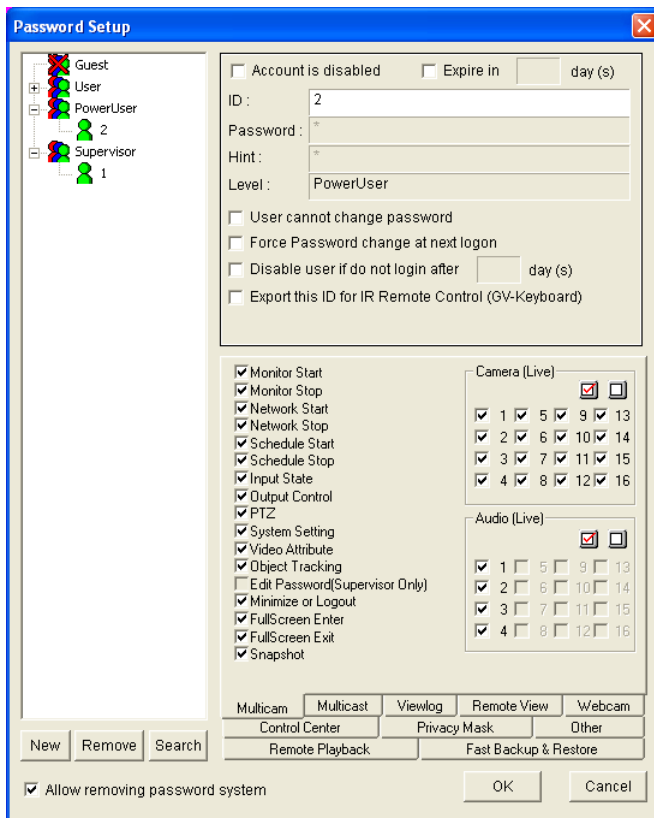 Password Setup
Guest
User
PowerUser
2
Supervisor
1
Account is disabled Expire in day (s)
ID : 2
Password : *
Hint : *
Level : PowerUser
User cannot change password
Force Password change at next logon
Disable user if do not login after day (s)
Export this ID for IR Remote Control (GV-Keyboard)
Monitor Start
Monitor Stop
Network Start
Network Stop
Schedule Start
Schedule Stop
Input State
Output Control
PTZ
System Setting
Video Attribute
Object Tracking
Edit Password(Supervisor Only)
Minimize or Logout
FullScreen Enter
FullScreen Exit
Snapshot
Camera (Live)
1 5 9 13
2 6 10 14
3 7 11 15
4 8 12 16
Audio (Live)
1 5 9 13
2 6 10 14
3 7 11 15
4 8 12 16
Multicam Multicast Viewlog Remote View Webcam
Control Center Privacy Mask Other
Remote Playback Fast Backup & Restore
New Remove Search
Allow removing password system
OK Cancel